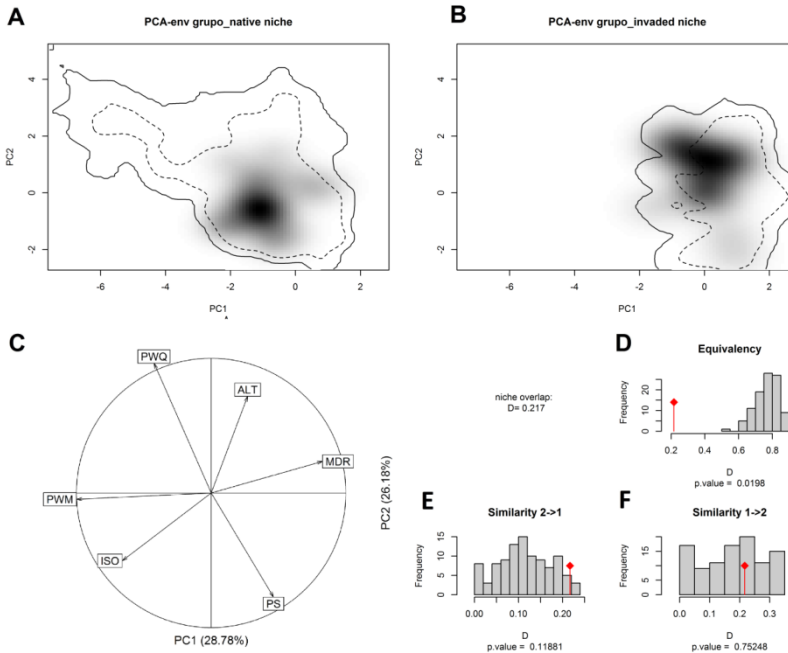 A
PCA-env grupo_native niche
PC2
4
2
0
-2
-6
-4
-2
0
2
PC1
B
PCA-env grupo_invaded niche
PC2
4
2
0
-2
-6
-4
-2
0
2
PC1
C
PWQ
ALT
MDR
PWM
ISO
PS
PC1 (28.78%)
PC2 (26.18%)
niche overlap:
D= 0.217
D
Equivalency
Frequency
20
10
0
0.2
0.4
0.6
0.8
D
p.value = 0.0198
E
Similarity 2->1
Frequency
15
10
5
0
0.00
0.10
0.20
D
p.value = 0.11881
F
Similarity 1->2
Frequency
15
10
5
0
0.0
0.1
0.2
0.3
D
p.value = 0.75248